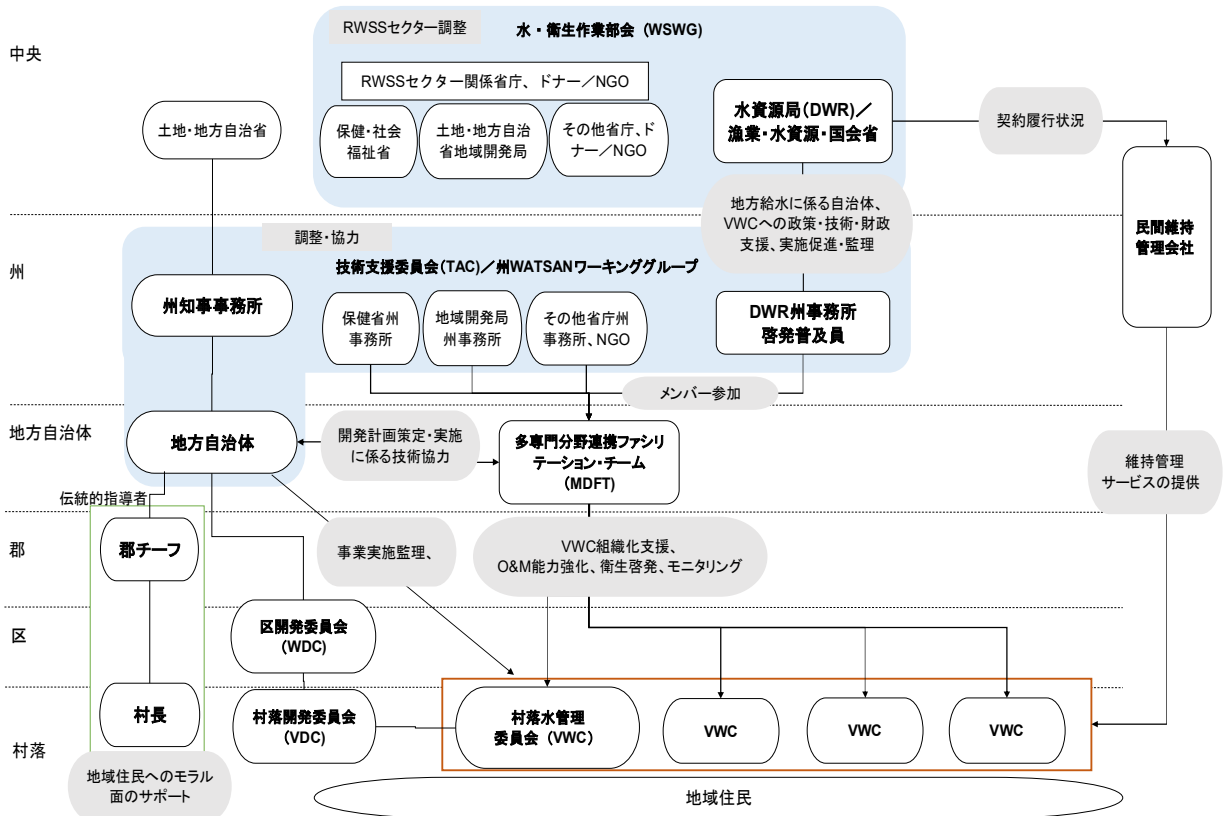 RWSSセクター調整
水・衛生作業部会 (WSWG)
中央
RWSSセクター関係省庁、ドナー／NGO
土地・地方自治省
保健・社会
福祉省
土地・地方自治
省地域開発局
その他省庁、ド
ナー／NGO
水資源局(DWR)／
漁業・水資源・国会省
契約履行状況
地方給水に係る自治体、
VWCへの政策・技術・財政
支援、実施促進・監理
民間維持
管理会社
調整・協力
技術支援委員会(TAC)／州WATSANワーキンググループ
州
州知事事務所
保健省州
事務所
地域開発局
州事務所
その他省庁州
事務所、NGO
DWR州事務所
啓発普及員
メンバー参加
地方自治体
地方自治体
開発計画策定・実施
に係る技術協力
多専門分野連携ファシリ
テーション・チーム
(MDFT)
維持管理
サービスの提供
伝統的指導者
郡
郡チーフ
事業実施監理、
VWC組織化支援、
O&M能力強化、衛生啓発、モニタリング
区
区開発委員会
(WDC)
村落
村長
村落開発委員会
(VDC)
村落水管理
委員会（VWC）
VWC
VWC
VWC
地域住民へのモラル
面のサポート
地域住民